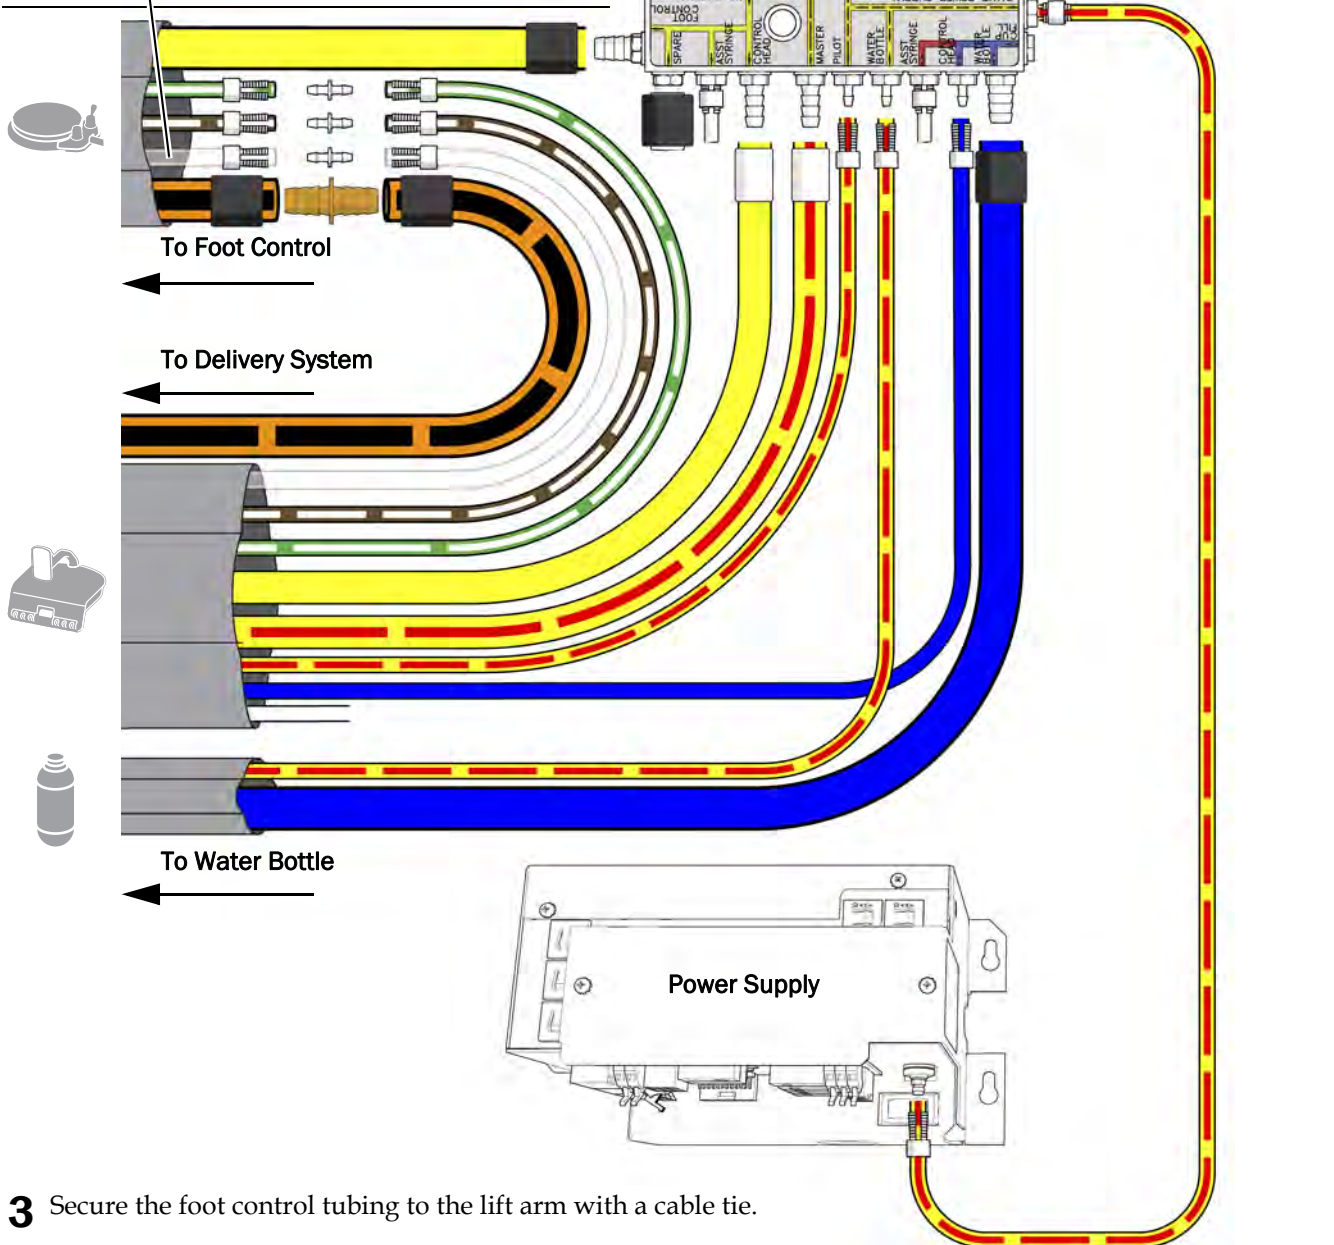 FOOT
CONTROL
SPARE
ASST
SYRINGE
CONTROL
HEAD
MASTER
PILOT
WATER
BOTTLE
ASST
SYRINGE
CONTROL
HEAD
WATER
BOTTLE
To Foot Control
To Delivery System
To Water Bottle
Power Supply
3 Secure the foot control tubing to the lift arm with a cable tie.